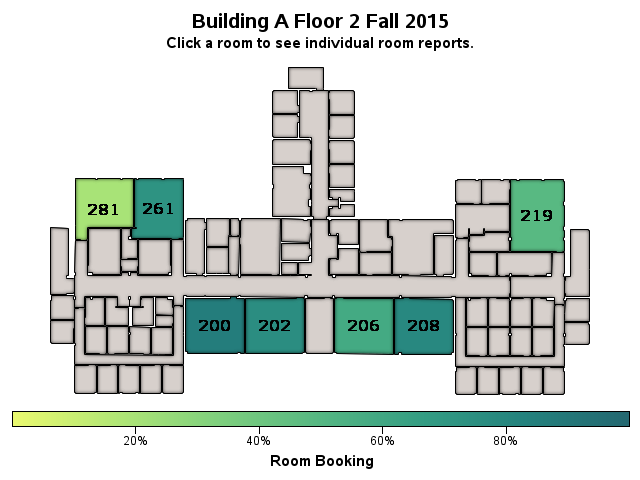 Building A Floor 2 Fall 2015
Click a room to see individual room reports.
281 261 219
200 202 206 208
20% 40% 60% 80%
Room Booking